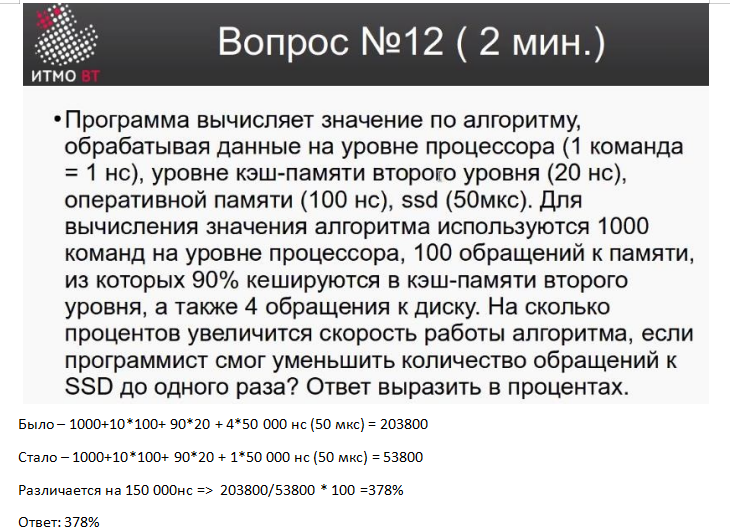 Вопрос №12 ( 2 мин.)
ИТМО ВТ
•Программа вычисляет значение по алгоритму,
обрабатывая данные на уровне процессора (1 команда
= 1 нс), уровне кэш-памяти второго уровня (20 нс),
оперативной памяти (100 нс), ssd (50мкс). Для
вычисления значения алгоритма используются 1000
команд на уровне процессора, 100 обращений к памяти,
из которых 90% кешируются в кэш-памяти второго
уровня, а также 4 обращения к диску. На сколько
процентов увеличится скорость работы алгоритма, если
программист смог уменьшить количество обращений к
SSD до одного раза? Ответ выразить в процентах.
Было – 1000+10*100+ 90*20 + 4*50 000 нс (50 мкс) = 203800
Стало – 1000+10*100+ 90*20 + 1*50 000 нс (50 мкс) = 53800
Различается на 150 000нс => 203800/53800 * 100 =378%
Ответ: 378%